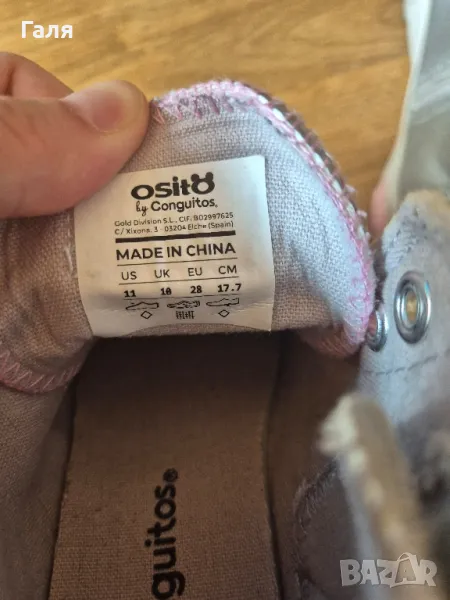 Галя
osito
by Conguitos®
Gold Division S.L., CIF: B02997625
C/ Xixona. 3 - 03204 Elche (Spain)
MADE IN CHINA
US UK EU CM
11 10 28 17.7
guitos®
BAZAR